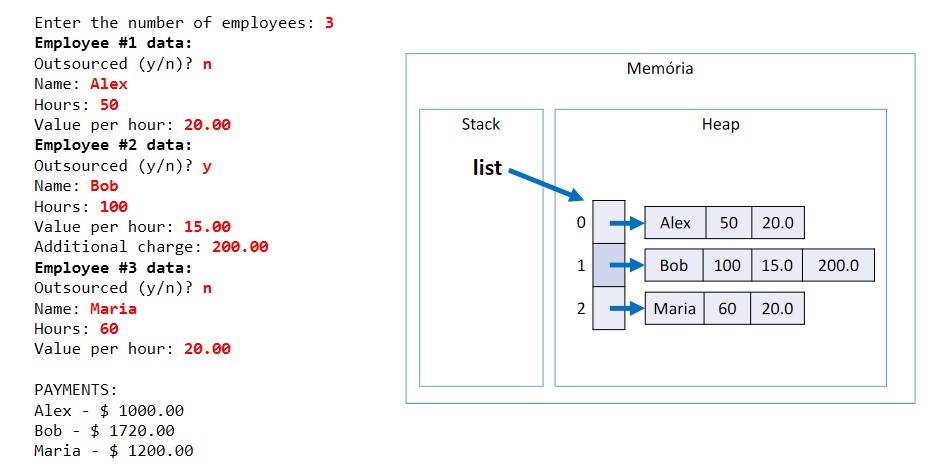 Enter the number of employees: 3
Employee #1 data:
Outsourced (y/n)? n
Name: Alex
Hours: 50
Value per hour: 20.00
Employee #2 data:
Outsourced (y/n)? y
Name: Bob
Hours: 100
Value per hour: 15.00
Additional charge: 200.00
Employee #3 data:
Outsourced (y/n)? n
Name: Maria
Hours: 60
Value per hour: 20.00
PAYMENTS:
Alex - $ 1000.00
Bob - $ 1720.00
Maria - $ 1200.00
Memória
Stack
list
Heap
0 Alex 50 20.0
1 Bob 100 15.0 200.0
2 Maria 60 20.0